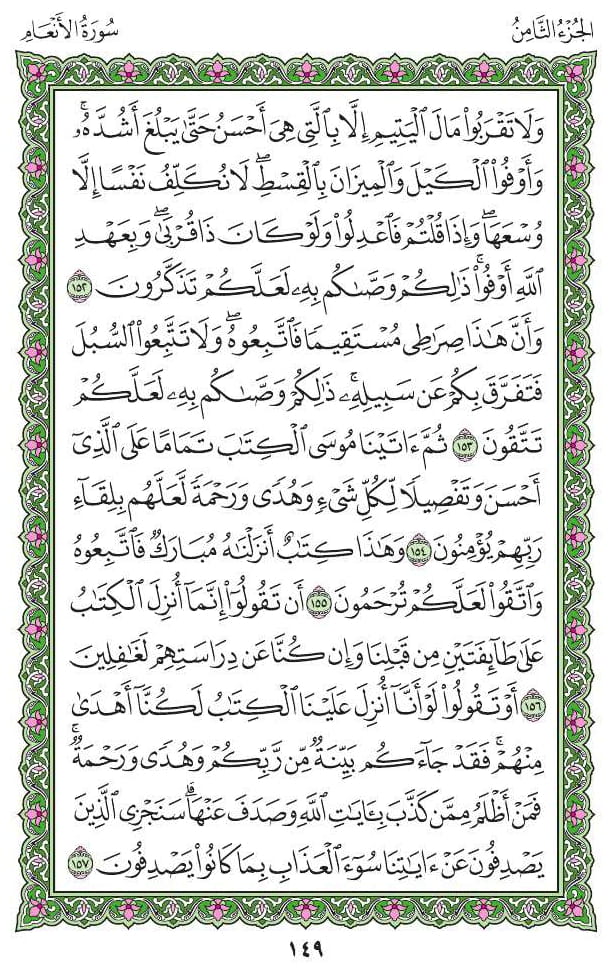 الجُزْءُ الثَّامِنُ
سُورَةُ الأَنْعَامِ
وَلَا تَقْرَبُوا۟ مَالَ ٱلْيَتِيمِ إِلَّا بِٱلَّتِى هِىَ أَحْسَنُ حَتَّىٰ يَبْلُغَ أَشُدَّهُۥ ۚ
وَأَوْفُوا۟ ٱلْكَيْلَ وَٱلْمِيزَانَ بِٱلْقِسْطِ ۖ لَا نُكَلِّفُ نَفْسًا إِلَّا
وُسْعَهَا ۖ وَإِذَا قُلْتُمْ فَٱعْدِلُوا۟ وَلَوْ كَانَ ذَا قُرْبَىٰ ۖ وَبِعَهْدِ
ٱللَّهِ أَوْفُوا۟ ۚ ذَٰلِكُمْ وَصَّىٰكُم بِهِۦ لَعَلَّكُمْ تَذَكَّرُونَ ١٥٢
وَأَنَّ هَٰذَا صِرَٰطِى مُسْتَقِيمًا فَٱتَّبِعُوهُ ۖ وَلَا تَتَّبِعُوا۟ ٱلسُّبُلَ
فَتَفَرَّقَ بِكُمْ عَن سَبِيلِهِۦ ۚ ذَٰلِكُمْ وَصَّىٰكُم بِهِۦ لَعَلَّكُمْ
تَتَّقُونَ ١٥٣ ثُمَّ ءَاتَيْنَا مُوسَى ٱلْكِتَٰبَ تَمَامًا عَلَى ٱلَّذِىٓ
أَحْسَنَ وَتَفْصِيلًا لِّكُلِّ شَىْءٍ وَهُدًى وَرَحْمَةً لَّعَلَّهُم بِلِقَآءِ
رَبِّهِمْ يُؤْمِنُونَ ١٥٤ وَهَٰذَا كِتَٰبٌ أَنزَلْنَٰهُ مُبَارَكٌ فَٱتَّبِعُوهُ
وَٱتَّقُوا۟ لَعَلَّكُمْ تُرْحَمُونَ ١٥٥ أَن تَقُولُوٓا۟ إِنَّمَآ أُنزِلَ ٱلْكِتَٰبُ
عَلَىٰ طَآئِفَتَيْنِ مِن قَبْلِنَا وَإِن كُنَّا عَن دِرَاسَتِهِمْ لَغَٰفِلِينَ
١٥٦ أَوْ تَقُولُوا۟ لَوْ أَنَّآ أُنزِلَ عَلَيْنَا ٱلْكِتَٰبُ لَكُنَّآ أَهْدَىٰ
مِنْهُمْ ۚ فَقَدْ جَآءَكُم بَيِّنَةٌ مِّن رَّبِّكُمْ وَهُدًى وَرَحْمَةٌ ۚ
فَمَنْ أَظْلَمُ مِمَّن كَذَّبَ بِـَٔايَٰتِ ٱللَّهِ وَصَدَفَ عَنْهَا ۗ سَنَجْزِى ٱلَّذِينَ
يَصْدِفُونَ عَنْ ءَايَٰتِنَا سُوٓءَ ٱلْعَذَابِ بِمَا كَانُوا۟ يَصْدِفُونَ ١٥٧
١٤٩